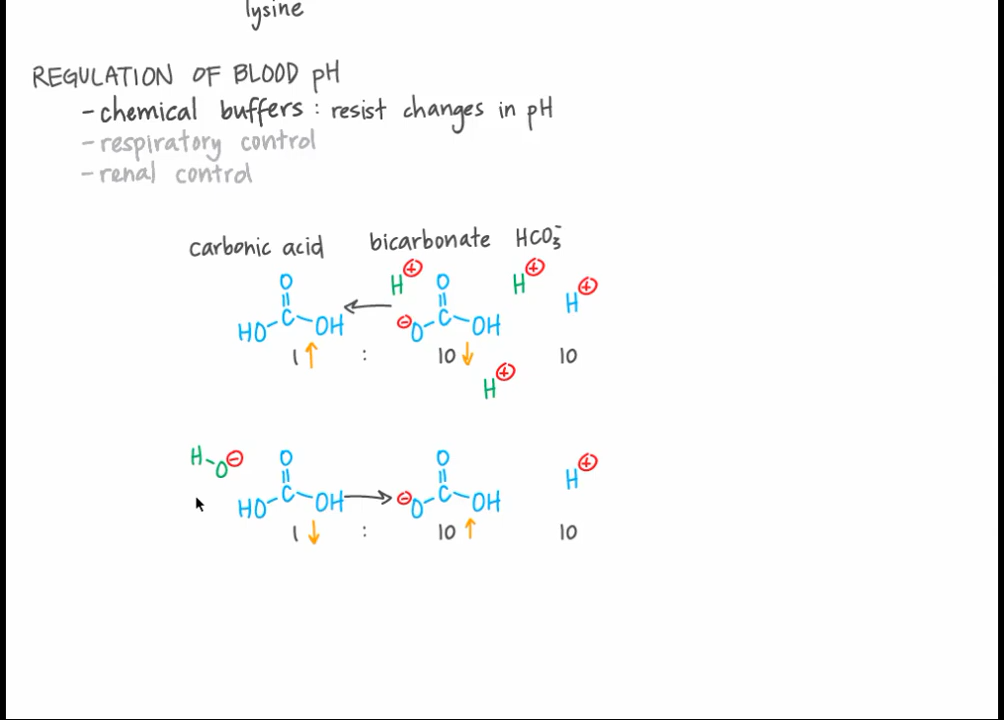 lysine
REGULATION OF BLOOD pH
- chemical buffers : resist changes in pH
- respiratory control
- renal control
carbonic acid bicarbonate HCO₃⁻
O H⊕ O H⊕ H⊕
HO C OH ⊖O C OH
1 ↑ : 10 ↓ 10
H⊕
H-O⊖ O O H⊕
HO C OH ⊖O C OH
1 ↓ : 10 ↑ 10